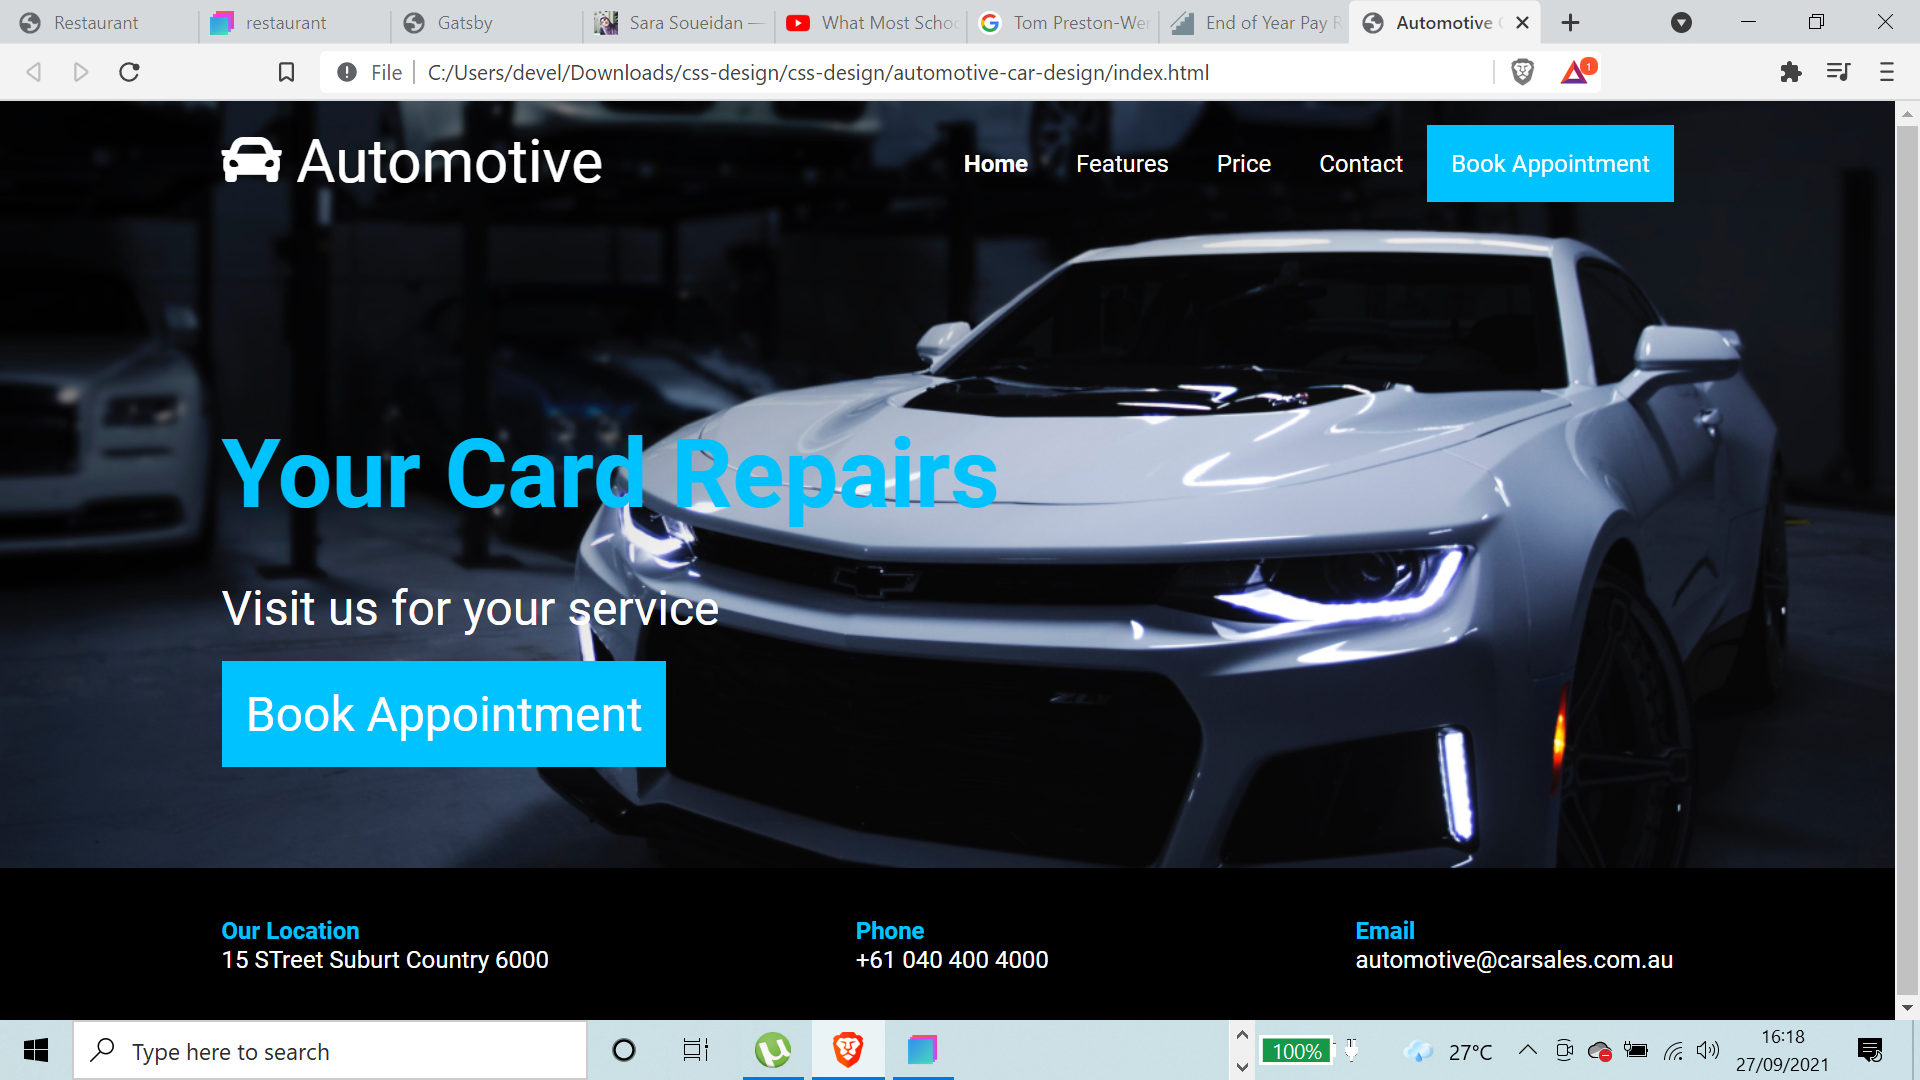 Restaurant
restaurant
Gatsby
Sara Soueidan —
What Most Schoo
Tom Preston-Wer
End of Year Pay R
Automotive
File
C:/Users/devel/Downloads/css-design/css-design/automotive-car-design/index.html
1
Automotive
Home
Features
Price
Contact
Book Appointment
Your Card Repairs
Visit us for your service
Book Appointment
ZL1
Our Location
15 STreet Suburt Country 6000
Phone
+61 040 400 4000
Email
automotive@carsales.com.au
Type here to search
100%
27°C
16:18
27/09/2021